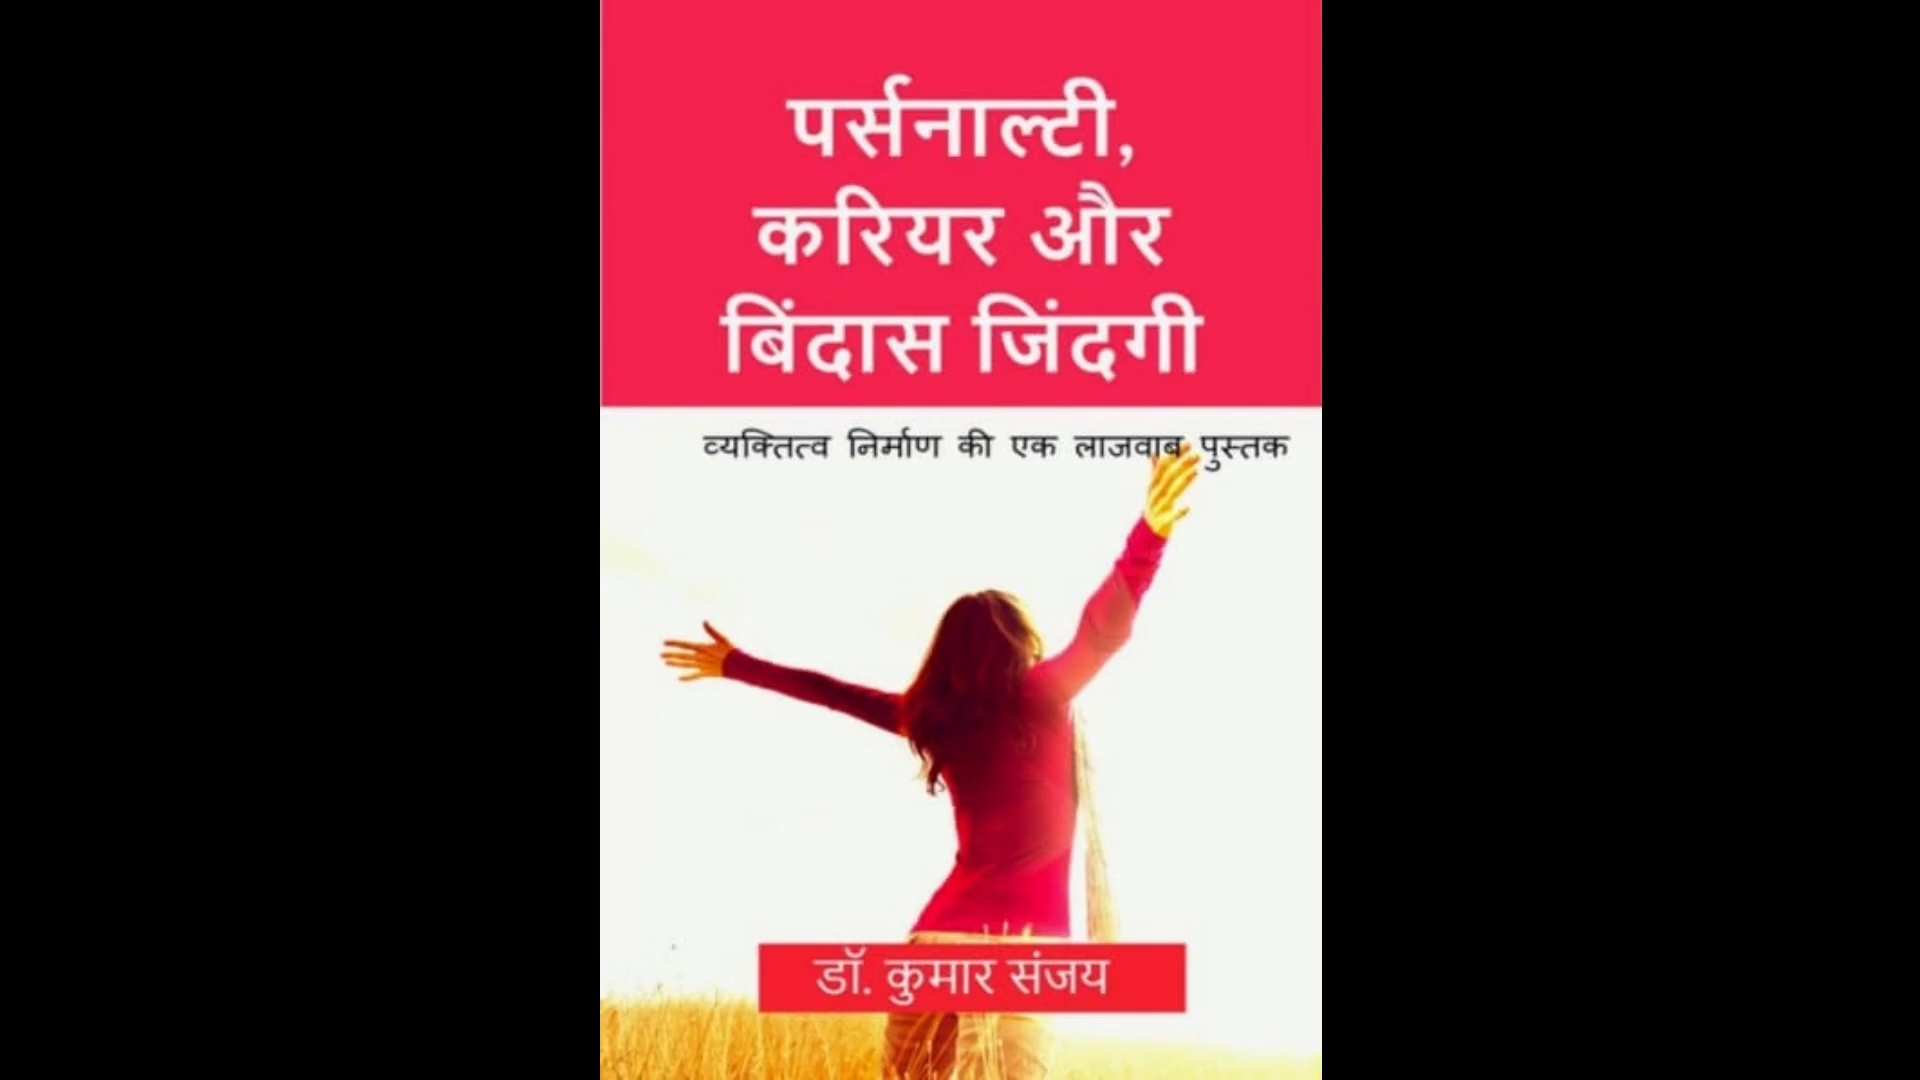 पर्सनाल्टी,
करियर और
बिंदास जिंदगी
व्यक्तित्व निर्माण की एक लाजवाब पुस्तक
डॉ. कुमार संजय